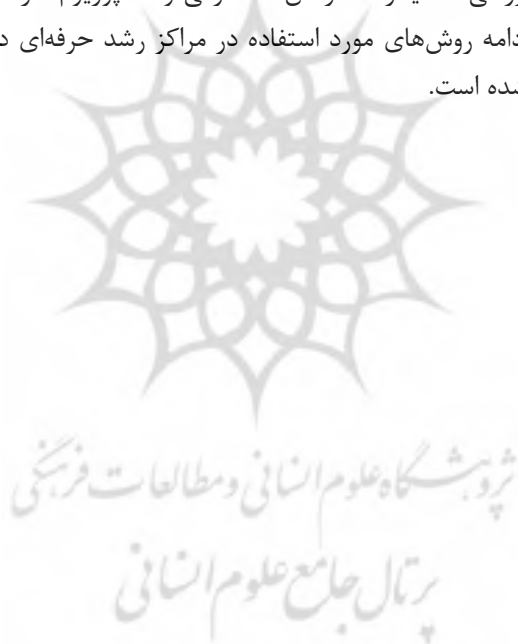 دامه روش‌های مورد استفاده در مراکز رشد حرفه‌ای د
شده است.
پژوهشگاه علوم انسانی و مطالعات فرهنگی
پرتال جامع علوم انسانی